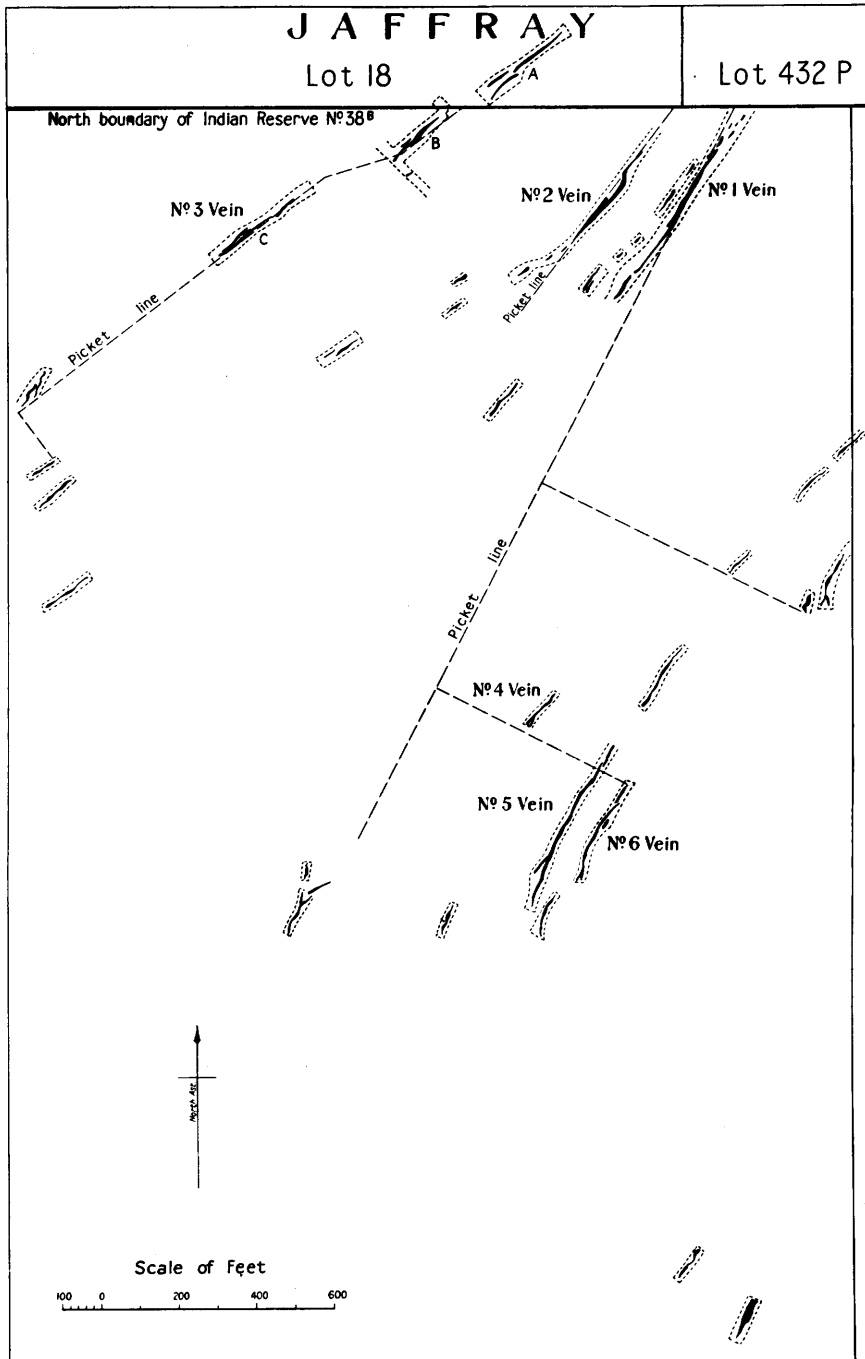 JAFFRAY
Lot 18
Lot 432 P
A
North boundary of Indian Reserve Nº 38ᴮ
B
Nº 3 Vein
C
Nº 2 Vein
Nº 1 Vein
Picket line
Picket line
Picket line
Nº 4 Vein
Nº 5 Vein
Nº 6 Vein
North Ast.
Scale of Feet
100 0 200 400 600